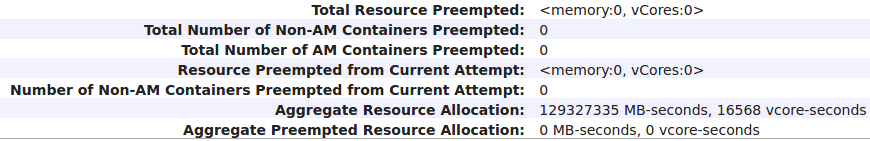 Total Resource Preempted: <memory:0, vCores:0>
Total Number of Non-AM Containers Preempted: 0
Total Number of AM Containers Preempted: 0
Resource Preempted from Current Attempt: <memory:0, vCores:0>
Number of Non-AM Containers Preempted from Current Attempt: 0
Aggregate Resource Allocation: 129327335 MB-seconds, 16568 vcore-seconds
Aggregate Preempted Resource Allocation: 0 MB-seconds, 0 vcore-seconds